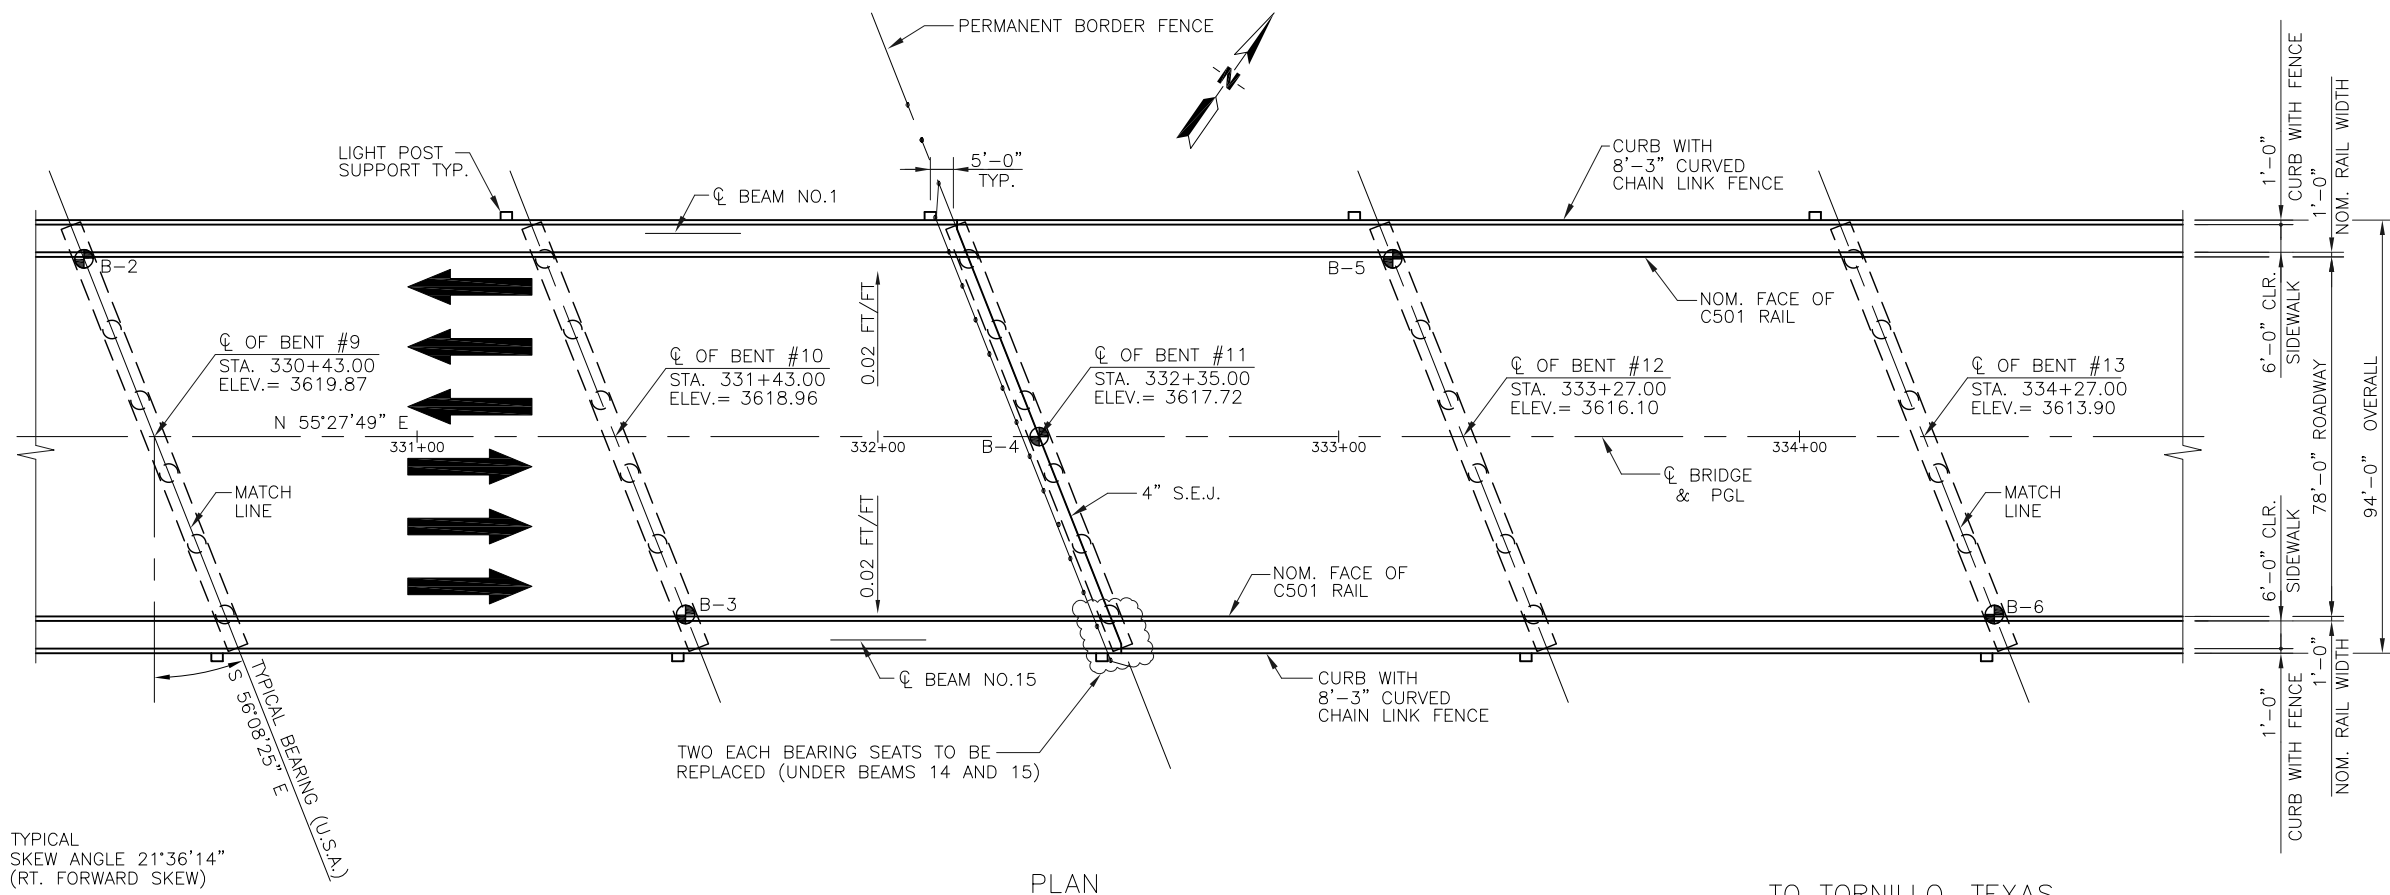 PERMANENT BORDER FENCE
N
LIGHT POST
SUPPORT TYP.
5'-0"
TYP.
℄ BEAM NO.1
CURB WITH
8'-3" CURVED
CHAIN LINK FENCE
1'-0"
CURB WITH FENCE
1'-0"
NOM. RAIL WIDTH
B-2
B-5
NOM. FACE OF
C501 RAIL
6'-0" CLR.
SIDEWALK
0.02 FT/FT
℄ OF BENT #9
STA. 330+43.00
ELEV.= 3619.87
℄ OF BENT #10
STA. 331+43.00
ELEV.= 3618.96
℄ OF BENT #11
STA. 332+35.00
ELEV.= 3617.72
℄ OF BENT #12
STA. 333+27.00
ELEV.= 3616.10
℄ OF BENT #13
STA. 334+27.00
ELEV.= 3613.90
78'-0" ROADWAY
94'-0" OVERALL
N 55°27'49" E
331+00
332+00
B-4
333+00
334+00
℄ BRIDGE
& PGL
MATCH
LINE
4" S.E.J.
MATCH
LINE
0.02 FT/FT
NOM. FACE OF
C501 RAIL
6'-0" CLR.
SIDEWALK
B-3
B-6
℄ BEAM NO.15
CURB WITH
8'-3" CURVED
CHAIN LINK FENCE
1'-0"
CURB WITH FENCE
1'-0"
NOM. RAIL WIDTH
TYPICAL BEARING (U.S.A.)
S 56°08'25" E
TWO EACH BEARING SEATS TO BE
REPLACED (UNDER BEAMS 14 AND 15)
TYPICAL
SKEW ANGLE 21°36'14"
(RT. FORWARD SKEW)
PLAN
TO TORNILLO, TEXAS